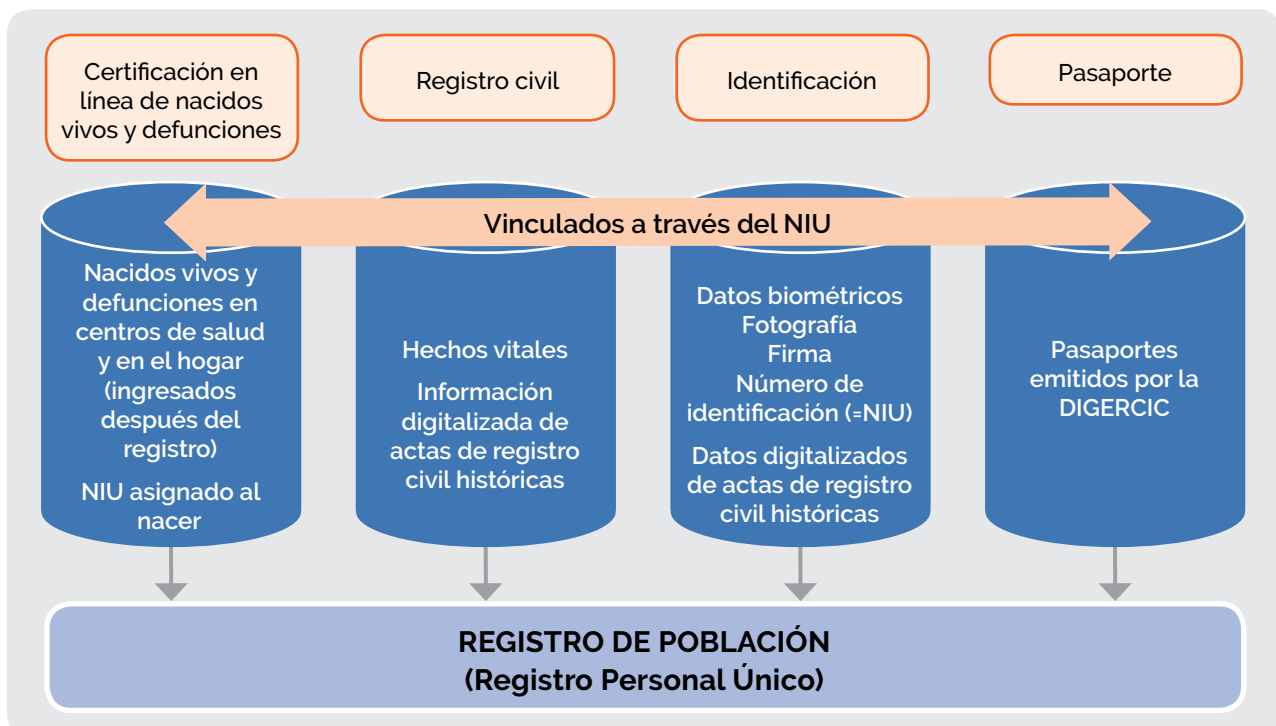 Certificación en
línea de nacidos
vivos y defunciones
Registro civil
Identificación
Pasaporte
Vinculados a través del NIU
Nacidos vivos y
defunciones en
centros de salud
y en el hogar
(ingresados
después del
registro)
NIU asignado al
nacer
Hechos vitales
Información
digitalizada de
actas de registro
civil históricas
Datos biométricos
Fotografía
Firma
Número de
identificación (=NIU)
Datos digitalizados
de actas de registro
civil históricas
Pasaportes
emitidos por la
DIGERCIC
REGISTRO DE POBLACIÓN
(Registro Personal Único)